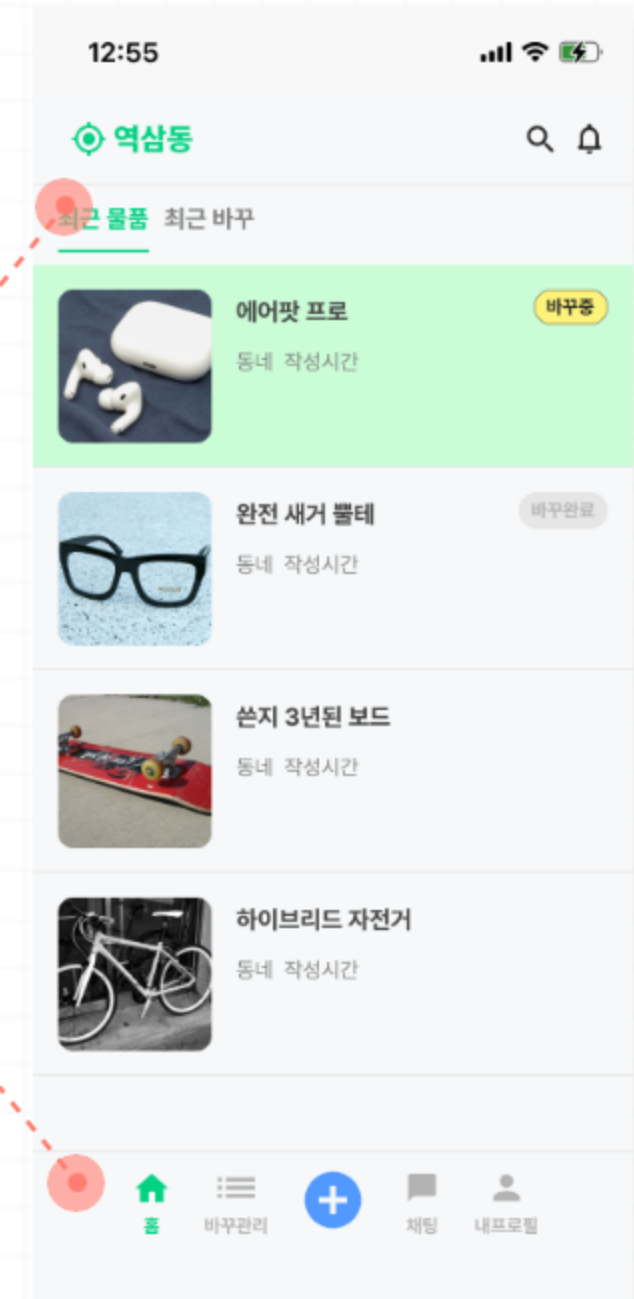 12:55
역삼동
최근 물품 최근 바꾸
에어팟 프로 바꾸중
동네 작성시간
완전 새거 뿔테 바꾸완료
동네 작성시간
쓴지 3년된 보드
동네 작성시간
하이브리드 자전거
동네 작성시간
홈 바꾸관리 채팅 내프로필